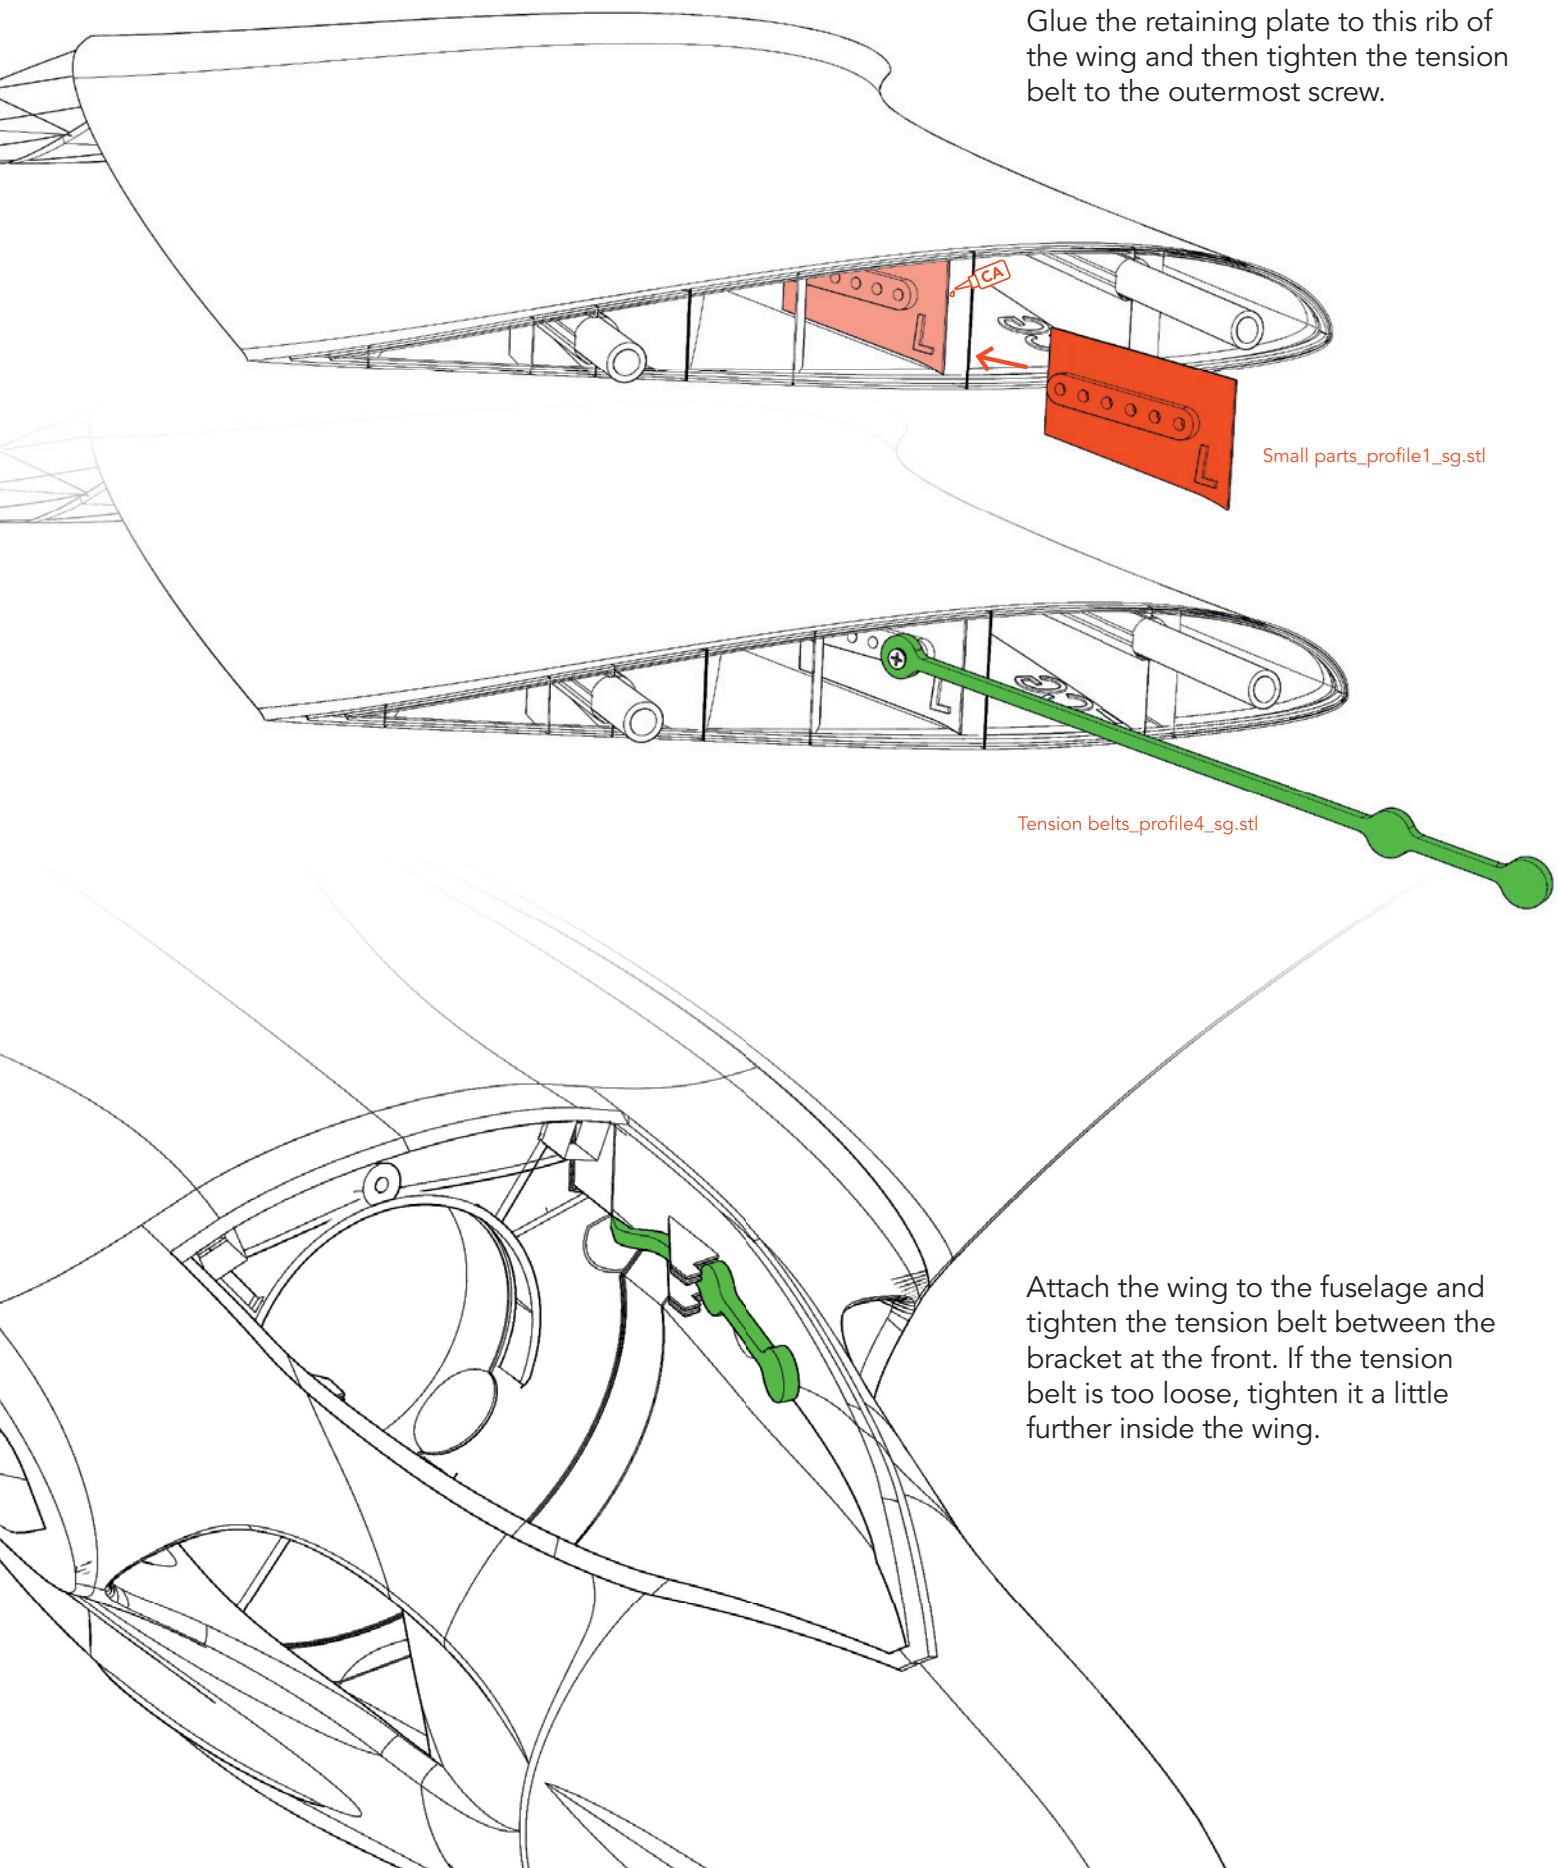 Glue the retaining plate to this rib of
the wing and then tighten the tension
belt to the outermost screw.
CA
L
L
Small parts_profile1_sg.stl
L
Tension belts_profile4_sg.stl
Attach the wing to the fuselage and
tighten the tension belt between the
bracket at the front. If the tension
belt is too loose, tighten it a little
further inside the wing.